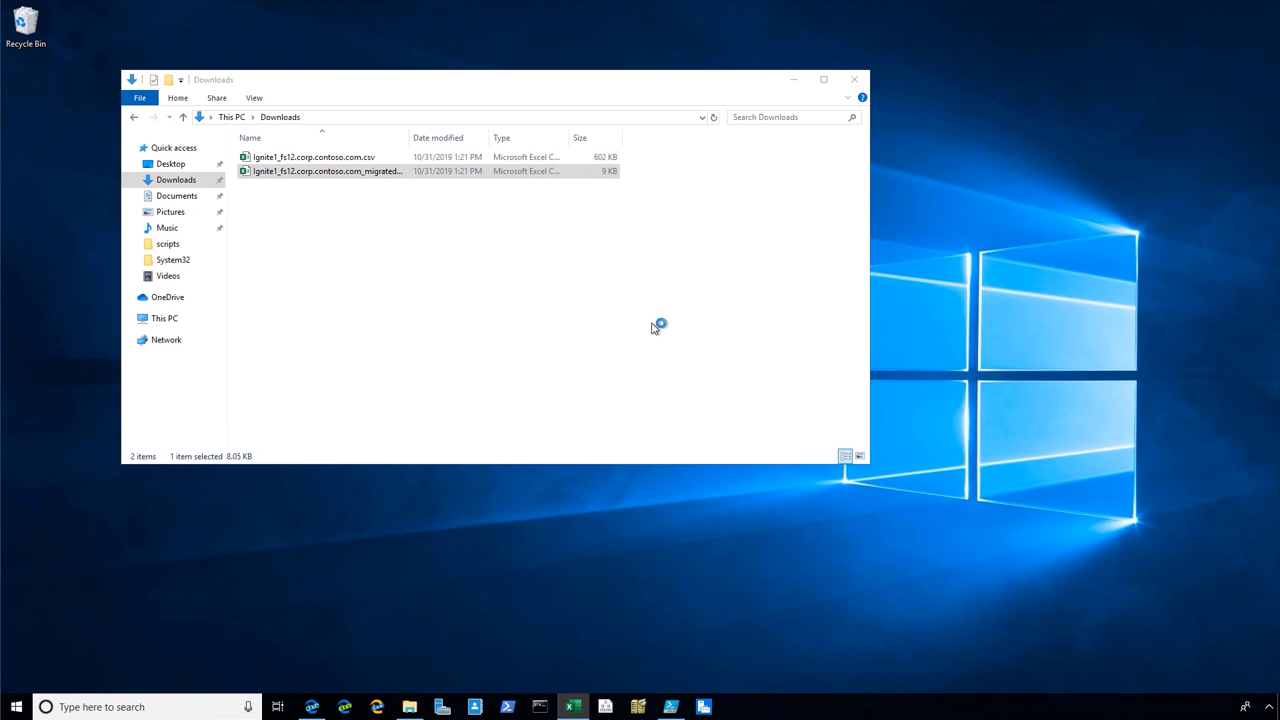 Recycle Bin
Downloads
File Home Share View
This PC Downloads Search Downloads
Name Date modified Type Size
Quick access
Desktop
Downloads
Documents
Pictures
Music
scripts
System32
Videos
OneDrive
This PC
Network
Ignite1_fs12.corp.contoso.com.csv 10/31/2019 1:21 PM Microsoft Excel C... 602 KB
Ignite1_fs12.corp.contoso.com_migrated... 10/31/2019 1:21 PM Microsoft Excel C... 9 KB
2 items 1 item selected 8.05 KB
Type here to search